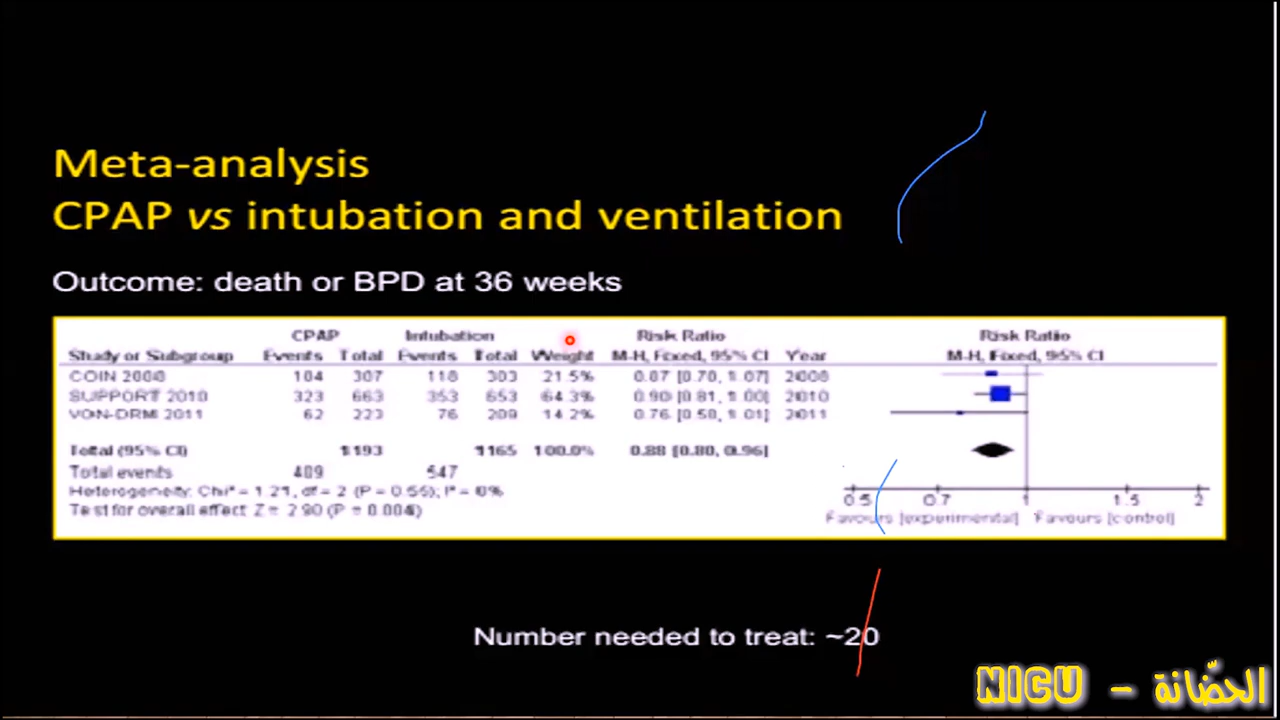 Meta-analysis
CPAP vs intubation and ventilation
Outcome: death or BPD at 36 weeks
CPAP Intubation Risk Ratio Risk Ratio
Study or Subgroup Events Total Events Total Weight M-H, Fixed, 95% CI Year M-H, Fixed, 95% CI
COIN 2008 104 307 118 303 21.5% 0.87 [0.70, 1.07] 2008
SUPPORT 2010 323 663 353 653 64.3% 0.90 [0.81, 1.00] 2010
VON-DRM 2011 62 223 76 209 14.2% 0.76 [0.58, 1.01] 2011
Total (95% CI) 1193 1165 100.0% 0.88 [0.80, 0.96]
Total events 489 547
Heterogeneity: Chi² = 1.21, df = 2 (P = 0.55); I² = 0%
Test for overall effect: Z = 2.90 (P = 0.004)
0.5 0.7 1 1.5 2
Favours [experimental] Favours [control]
Number needed to treat: ~20
NICU - الحضّانة